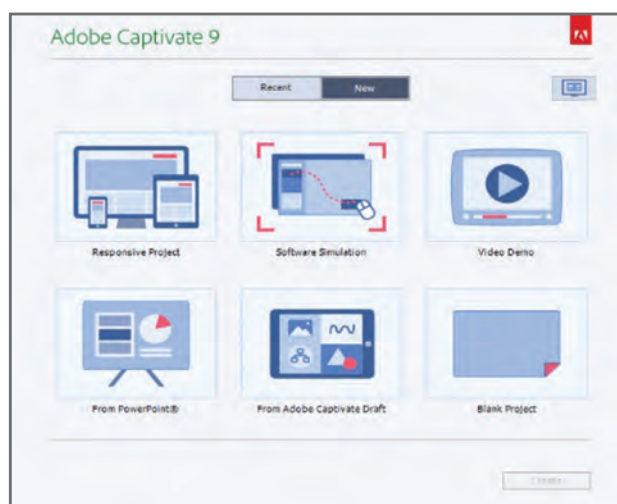 Adobe Captivate 9
Recent New
Responsive Project Software Simulation Video Demo
From PowerPoint® From Adobe Captivate Draft Blank Project
Create